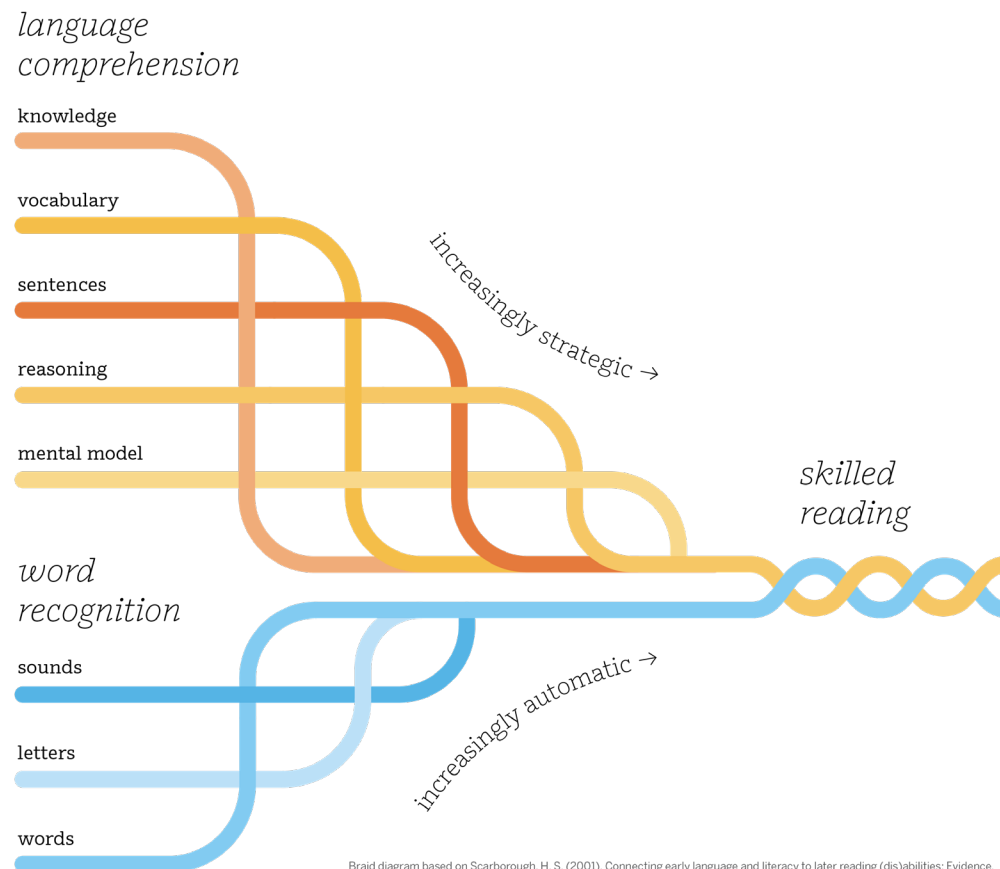 language
comprehension
knowledge
vocabulary
sentences
reasoning
mental model
increasingly strategic →
skilled
reading
word
recognition
sounds
letters
words
increasingly automatic →
Braid diagram based on Scarborough, H. S. (2001). Connecting early language and literacy to later reading (dis)abilities: Evidence,